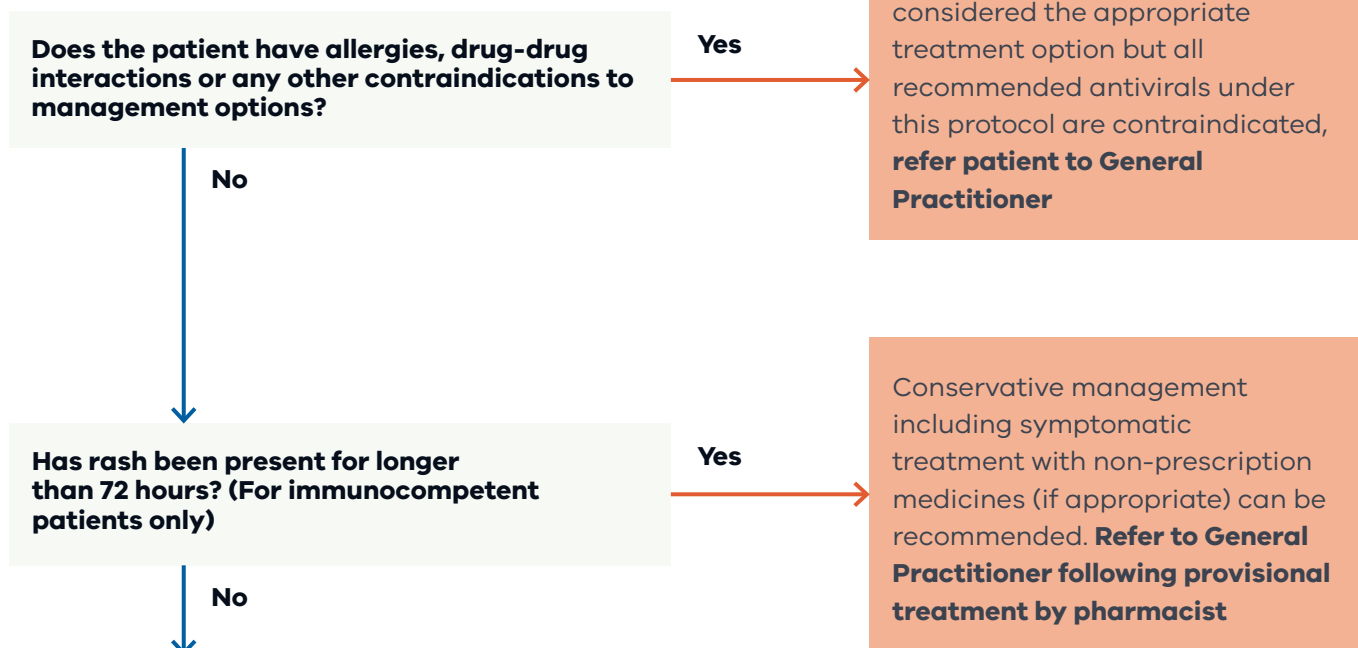 Does the patient have allergies, drug-drug
interactions or any other contraindications to
management options?
Yes
considered the appropriate
treatment option but all
recommended antivirals under
this protocol are contraindicated,
refer patient to General
Practitioner
No
Has rash been present for longer
than 72 hours? (For immunocompetent
patients only)
Yes
Conservative management
including symptomatic
treatment with non-prescription
medicines (if appropriate) can be
recommended. Refer to General
Practitioner following provisional
treatment by pharmacist
No